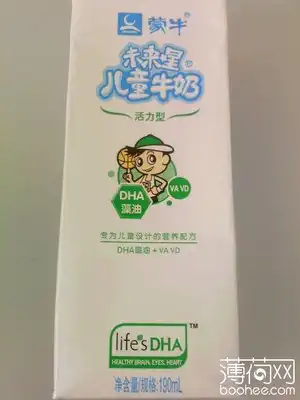 蒙牛
未来星®
儿童牛奶
活力型
DHA
藻油
VA VD
专为儿童设计的营养配方
DHA藻油+VA VD
life'sDHA™
HEALTHY BRAIN, EYES, HEART
净含量/规格:190mL
薄荷网
boohee.com